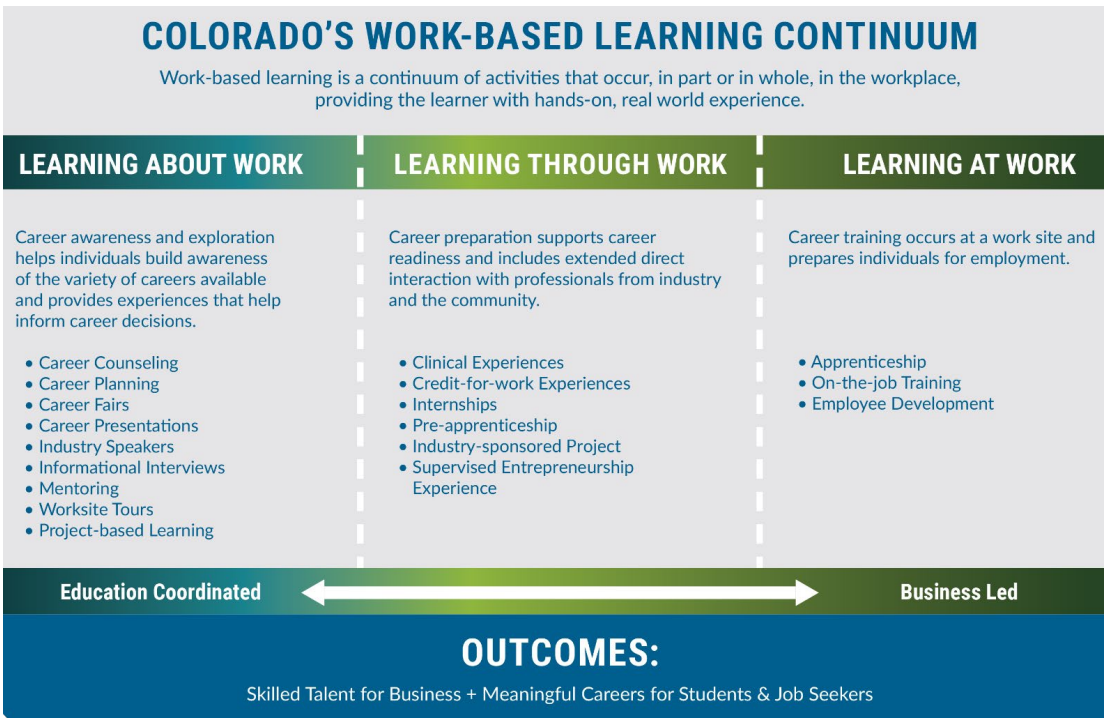 COLORADO’S WORK-BASED LEARNING CONTINUUM
Work-based learning is a continuum of activities that occur, in part or in whole, in the workplace,
providing the learner with hands-on, real world experience.
LEARNING ABOUT WORK
Career awareness and exploration
helps individuals build awareness
of the variety of careers available
and provides experiences that help
inform career decisions.
• Career Counseling
• Career Planning
• Career Fairs
• Career Presentations
• Industry Speakers
• Informational Interviews
• Mentoring
• Worksite Tours
• Project-based Learning
LEARNING THROUGH WORK
Career preparation supports career
readiness and includes extended direct
interaction with professionals from industry
and the community.
• Clinical Experiences
• Credit-for-work Experiences
• Internships
• Pre-apprenticeship
• Industry-sponsored Project
• Supervised Entrepreneurship
Experience
LEARNING AT WORK
Career training occurs at a work site and
prepares individuals for employment.
• Apprenticeship
• On-the-job Training
• Employee Development
Education Coordinated
Business Led
OUTCOMES:
Skilled Talent for Business + Meaningful Careers for Students & Job Seekers